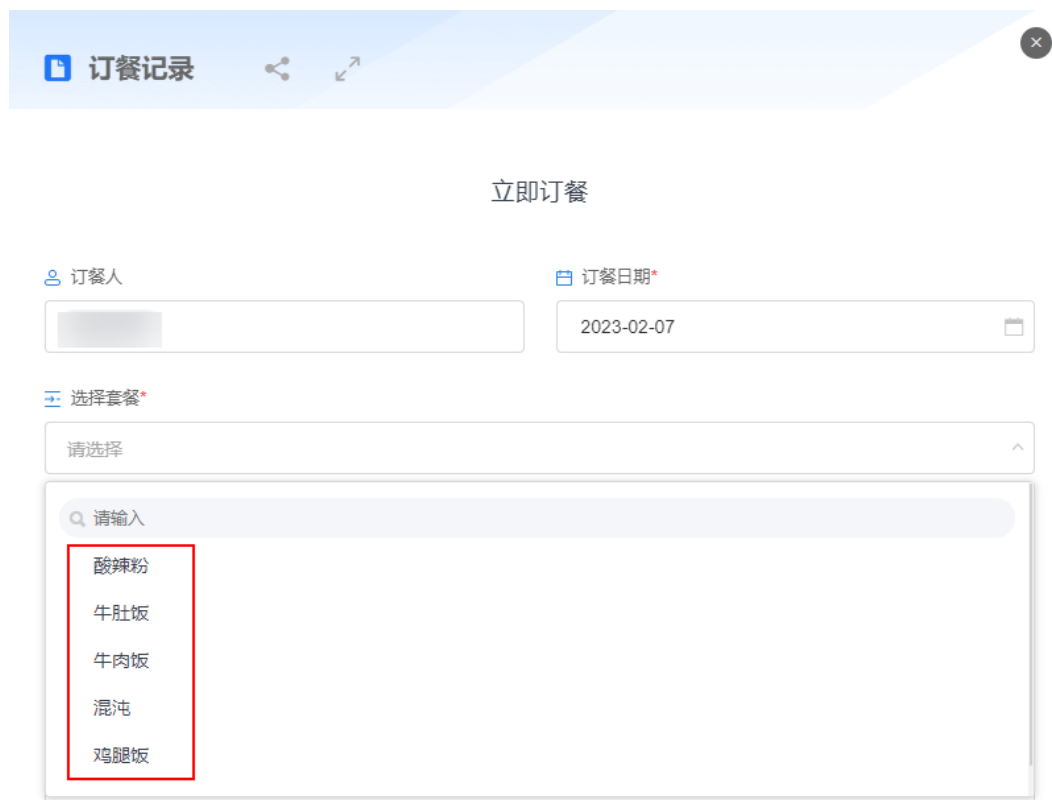 订餐记录
立即订餐
订餐人
订餐日期*
2023-02-07
选择套餐*
请选择
请输入
酸辣粉
牛肚饭
牛肉饭
混沌
鸡腿饭